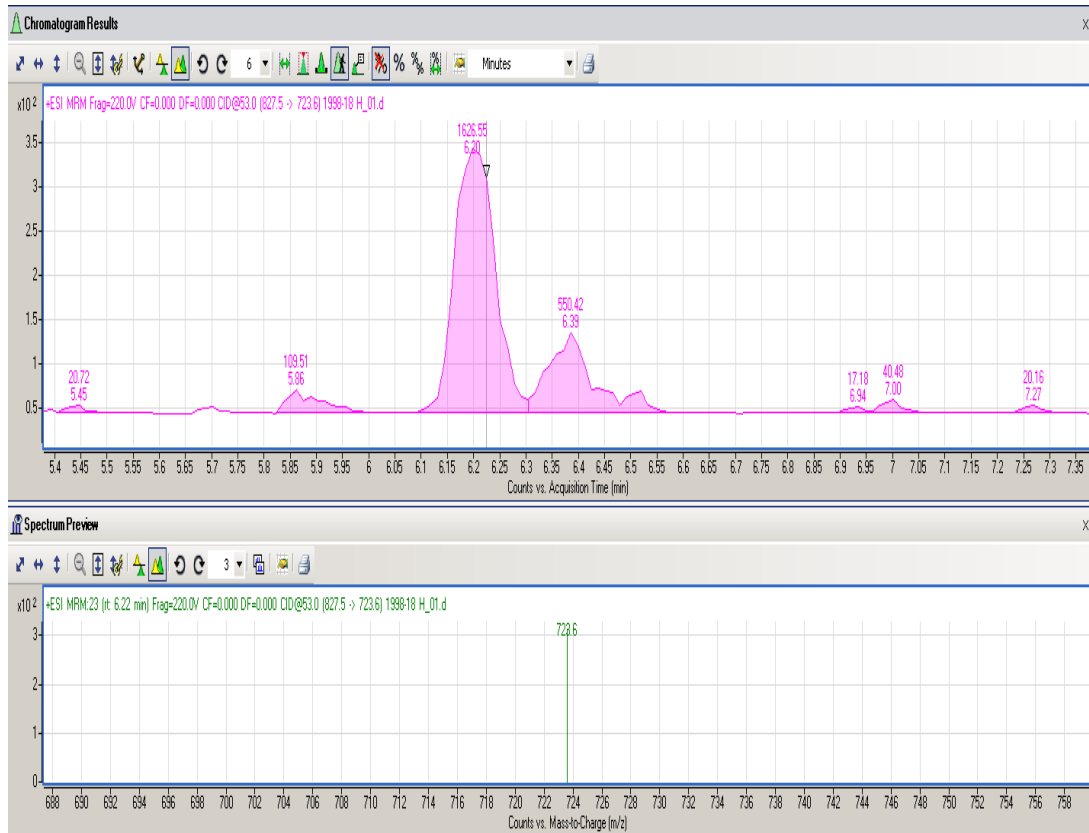 Chromatogram Results
x
6
%
%
Minutes
x10 2
+ESI MRM Frag=220.0V CF=0.000 DF=0.000 CID@53.0 (827.5 -> 723.6) 1998-18 H_01.d
3.5
3
2.5
2
1.5
1
0.5
1626.55
6.20
550.42
6.39
109.51
5.86
20.72
5.45
17.18
6.94
40.48
7.00
20.16
7.27
5.4 5.45 5.5 5.55 5.6 5.65 5.7 5.75 5.8 5.85 5.9 5.95 6 6.05 6.1 6.15 6.2 6.25 6.3 6.35 6.4 6.45 6.5 6.55 6.6 6.65 6.7 6.75 6.8 6.85 6.9 6.95 7 7.05 7.1 7.15 7.2 7.25 7.3 7.35
Counts vs. Acquisition Time (min)
Spectrum Preview
x
3
x10 2
+ESI MRM:23 (rt: 6.22 min) Frag=220.0V CF=0.000 DF=0.000 CID@53.0 (827.5 -> 723.6) 1998-18 H_01.d
723.6
3
2
1
0
688 690 692 694 696 698 700 702 704 706 708 710 712 714 716 718 720 722 724 726 728 730 732 734 736 738 740 742 744 746 748 750 752 754 756 758
Counts vs. Mass-to-Charge (m/z)